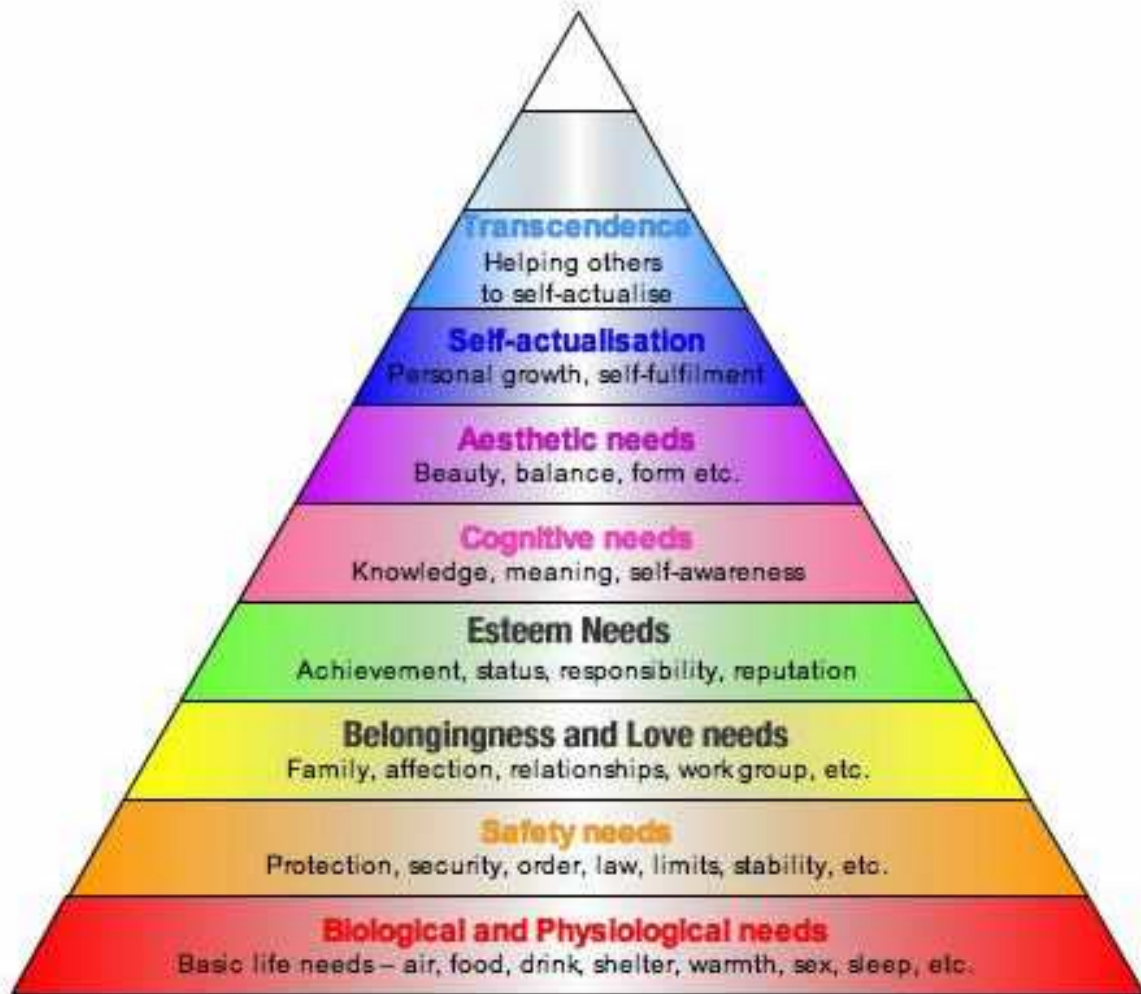 Transcendence
Helping others
to self-actualise
Self-actualisation
Personal growth, self-fulfilment
Aesthetic needs
Beauty, balance, form etc.
Cognitive needs
Knowledge, meaning, self-awareness
Esteem Needs
Achievement, status, responsibility, reputation
Belongingness and Love needs
Family, affection, relationships, work group, etc.
Safety needs
Protection, security, order, law, limits, stability, etc.
Biological and Physiological needs
Basic life needs – air, food, drink, shelter, warmth, sex, sleep, etc.